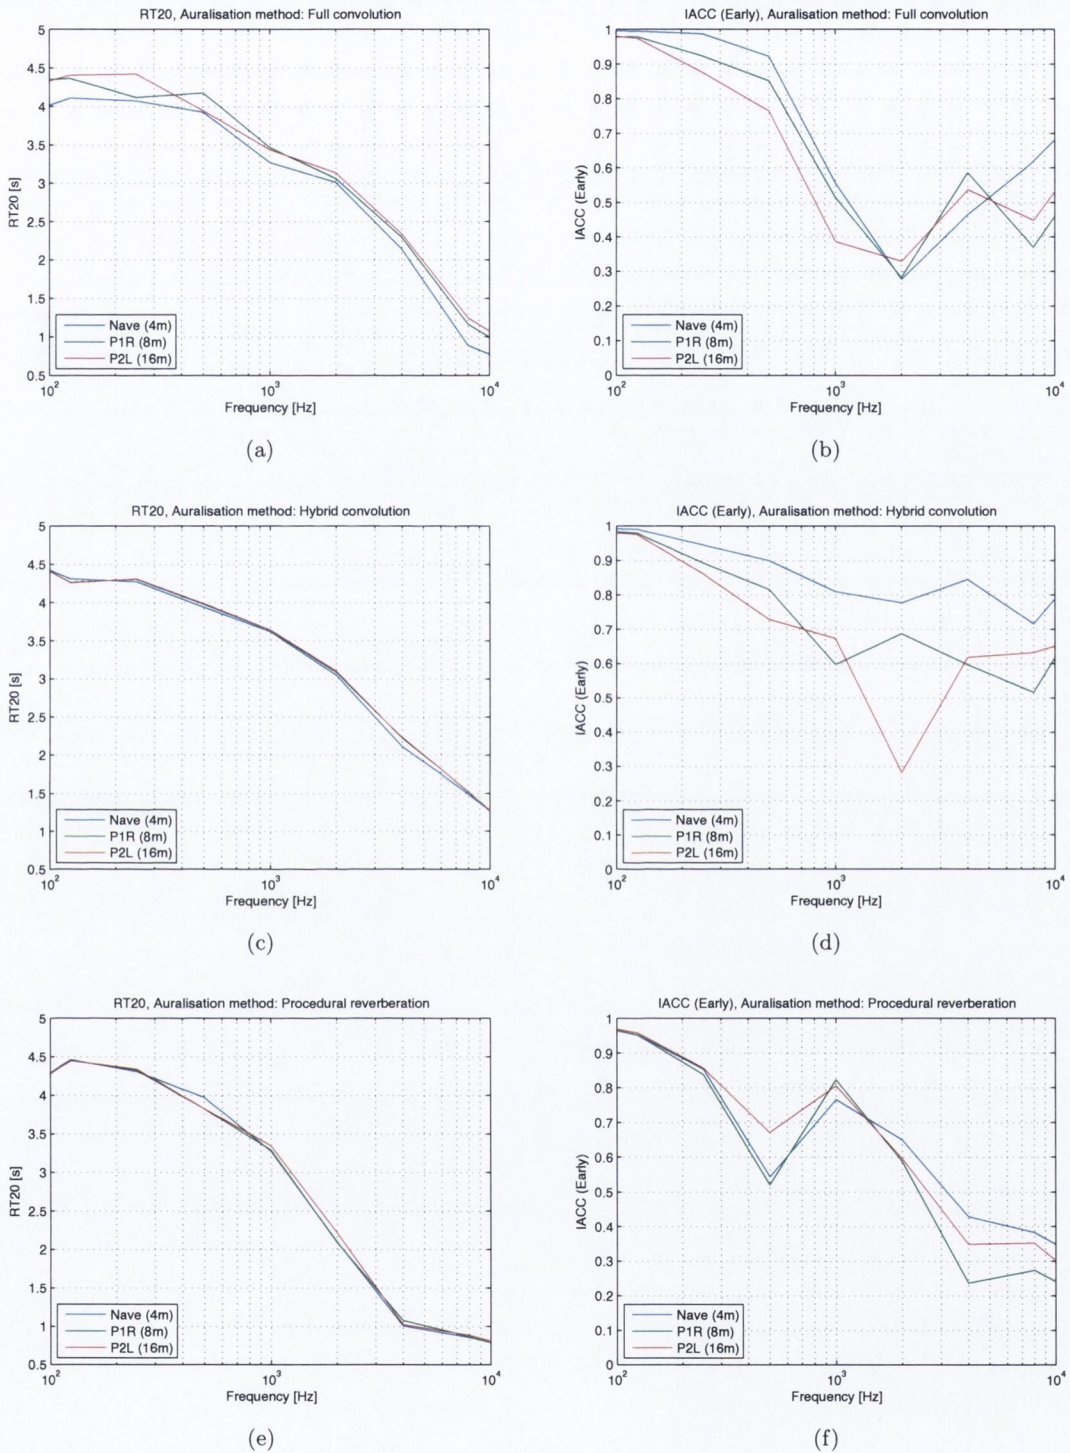 RT20, Auralisation method: Full convolution
5
4.5
4
3.5
3
2.5
2
1.5
1
0.5
RT20 [s]
Nave (4m)
P1R (8m)
P2L (16m)
10²
10³
10⁴
Frequency [Hz]
(a)
IACC (Early), Auralisation method: Full convolution
1
0.9
0.8
0.7
0.6
0.5
0.4
0.3
0.2
0.1
0
IACC (Early)
Nave (4m)
P1R (8m)
P2L (16m)
10²
10³
10⁴
Frequency [Hz]
(b)
RT20, Auralisation method: Hybrid convolution
5
4.5
4
3.5
3
2.5
2
1.5
1
0.5
RT20 [s]
Nave (4m)
P1R (8m)
P2L (16m)
10²
10³
10⁴
Frequency [Hz]
(c)
IACC (Early), Auralisation method: Hybrid convolution
1
0.9
0.8
0.7
0.6
0.5
0.4
0.3
0.2
0.1
0
IACC (Early)
Nave (4m)
P1R (8m)
P2L (16m)
10²
10³
10⁴
Frequency [Hz]
(d)
RT20, Auralisation method: Procedural reverberation
5
4.5
4
3.5
3
2.5
2
1.5
1
0.5
RT20 [s]
Nave (4m)
P1R (8m)
P2L (16m)
10²
10³
10⁴
Frequency [Hz]
(e)
IACC (Early), Auralisation method: Procedural reverberation
1
0.9
0.8
0.7
0.6
0.5
0.4
0.3
0.2
0.1
0
IACC (Early)
Nave (4m)
P1R (8m)
P2L (16m)
10²
10³
10⁴
Frequency [Hz]
(f)